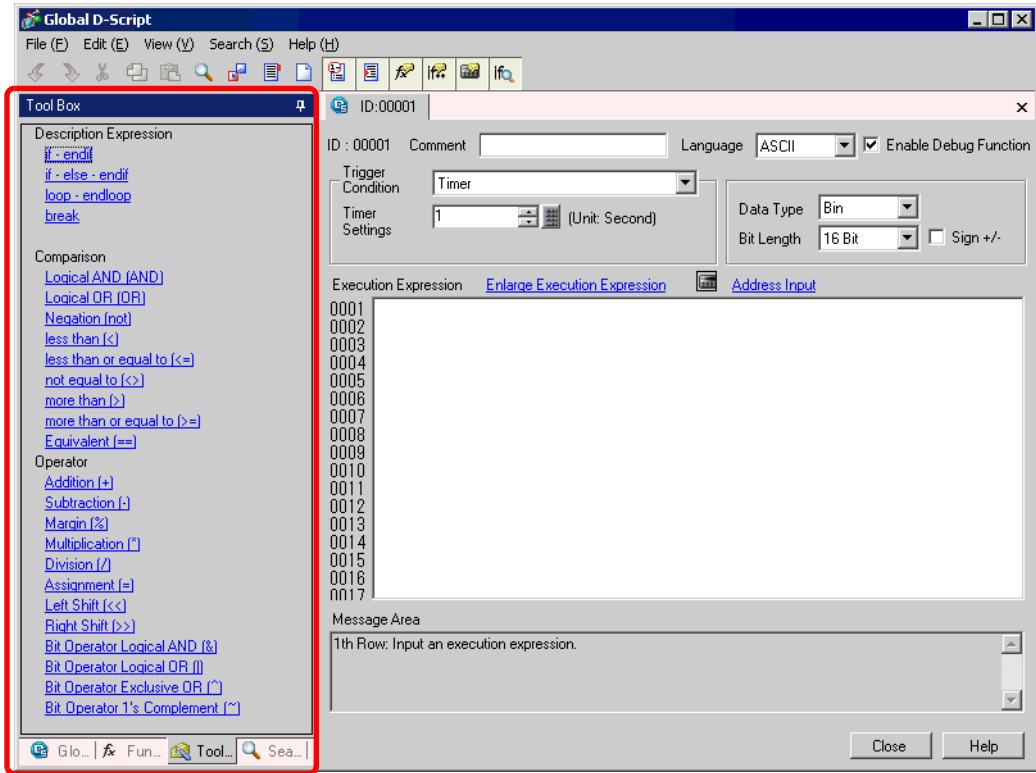 Global D-Script
File (F) Edit (E) View (V) Search (S) Help (H)
Tool Box
Description Expression
if - endif
if - else - endif
loop - endloop
break
Comparison
Logical AND (AND)
Logical OR (OR)
Negation (not)
less than (<)
less than or equal to (<=)
not equal to (<>)
more than (>)
more than or equal to (>=)
Equivalent (==)
Operator
Addition (+)
Subtraction (-)
Margin (%)
Multiplication (*)
Division (/)
Assignment (=)
Left Shift (<<)
Right Shift (>>)
Bit Operator Logical AND (&)
Bit Operator Logical OR (|)
Bit Operator Exclusive OR (^)
Bit Operator 1's Complement (~)
Glo... fx Fun... Tool... Sea...
ID:00001
ID : 00001 Comment Language ASCII Enable Debug Function
Trigger
Condition
Timer
Timer
Settings
1 (Unit: Second)
Data Type Bin
Bit Length 16 Bit Sign +/-
Execution Expression Enlarge Execution Expression Address Input
0001
0002
0003
0004
0005
0006
0007
0008
0009
0010
0011
0012
0013
0014
0015
0016
0017
Message Area
1th Row: Input an execution expression.
Close Help